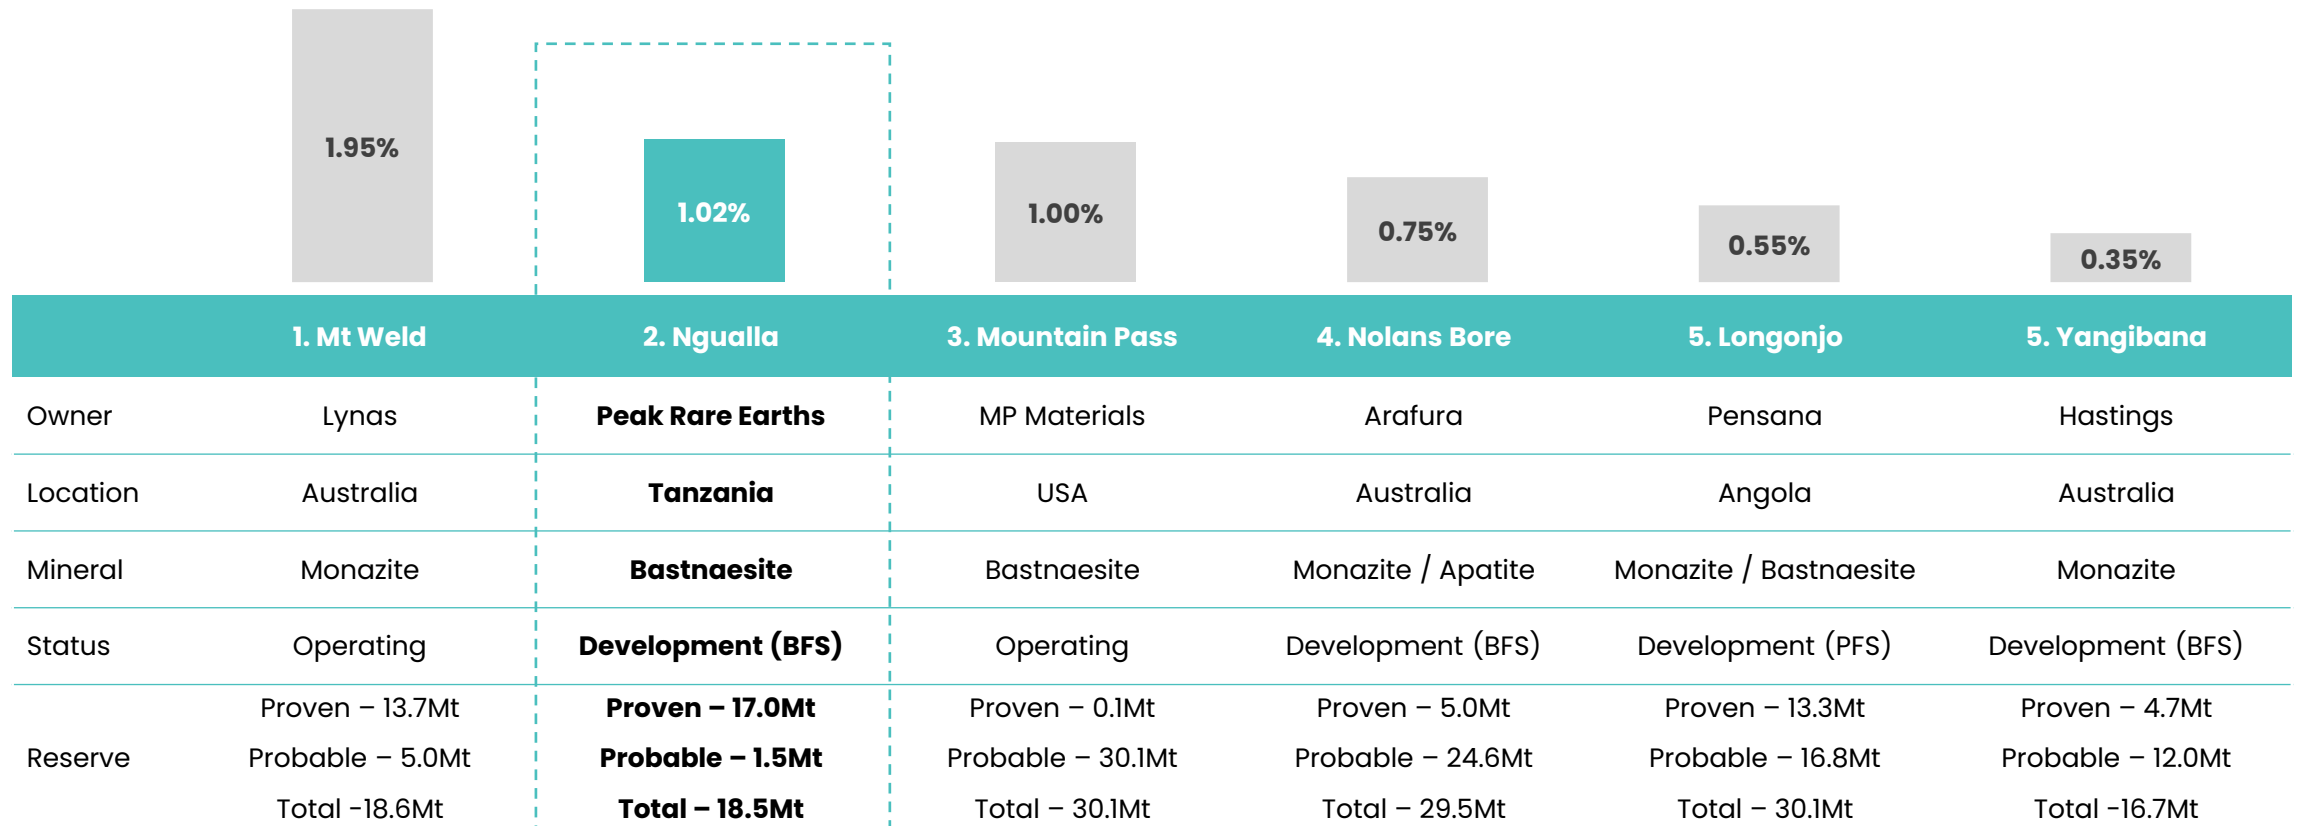 1.95%
1.02%
1.00%
0.75%
0.55%
0.35%
1. Mt Weld 2. Ngualla 3. Mountain Pass 4. Nolans Bore 5. Longonjo 5. Yangibana
Owner Lynas Peak Rare Earths MP Materials Arafura Pensana Hastings
Location Australia Tanzania USA Australia Angola Australia
Mineral Monazite Bastnaesite Bastnaesite Monazite / Apatite Monazite / Bastnaesite Monazite
Status Operating Development (BFS) Operating Development (BFS) Development (PFS) Development (BFS)
Proven – 13.7Mt Proven – 17.0Mt Proven – 0.1Mt Proven – 5.0Mt Proven – 13.3Mt Proven – 4.7Mt
Reserve Probable – 5.0Mt Probable – 1.5Mt Probable – 30.1Mt Probable – 24.6Mt Probable – 16.8Mt Probable – 12.0Mt
Total -18.6Mt Total – 18.5Mt Total – 30.1Mt Total – 29.5Mt Total – 30.1Mt Total -16.7Mt